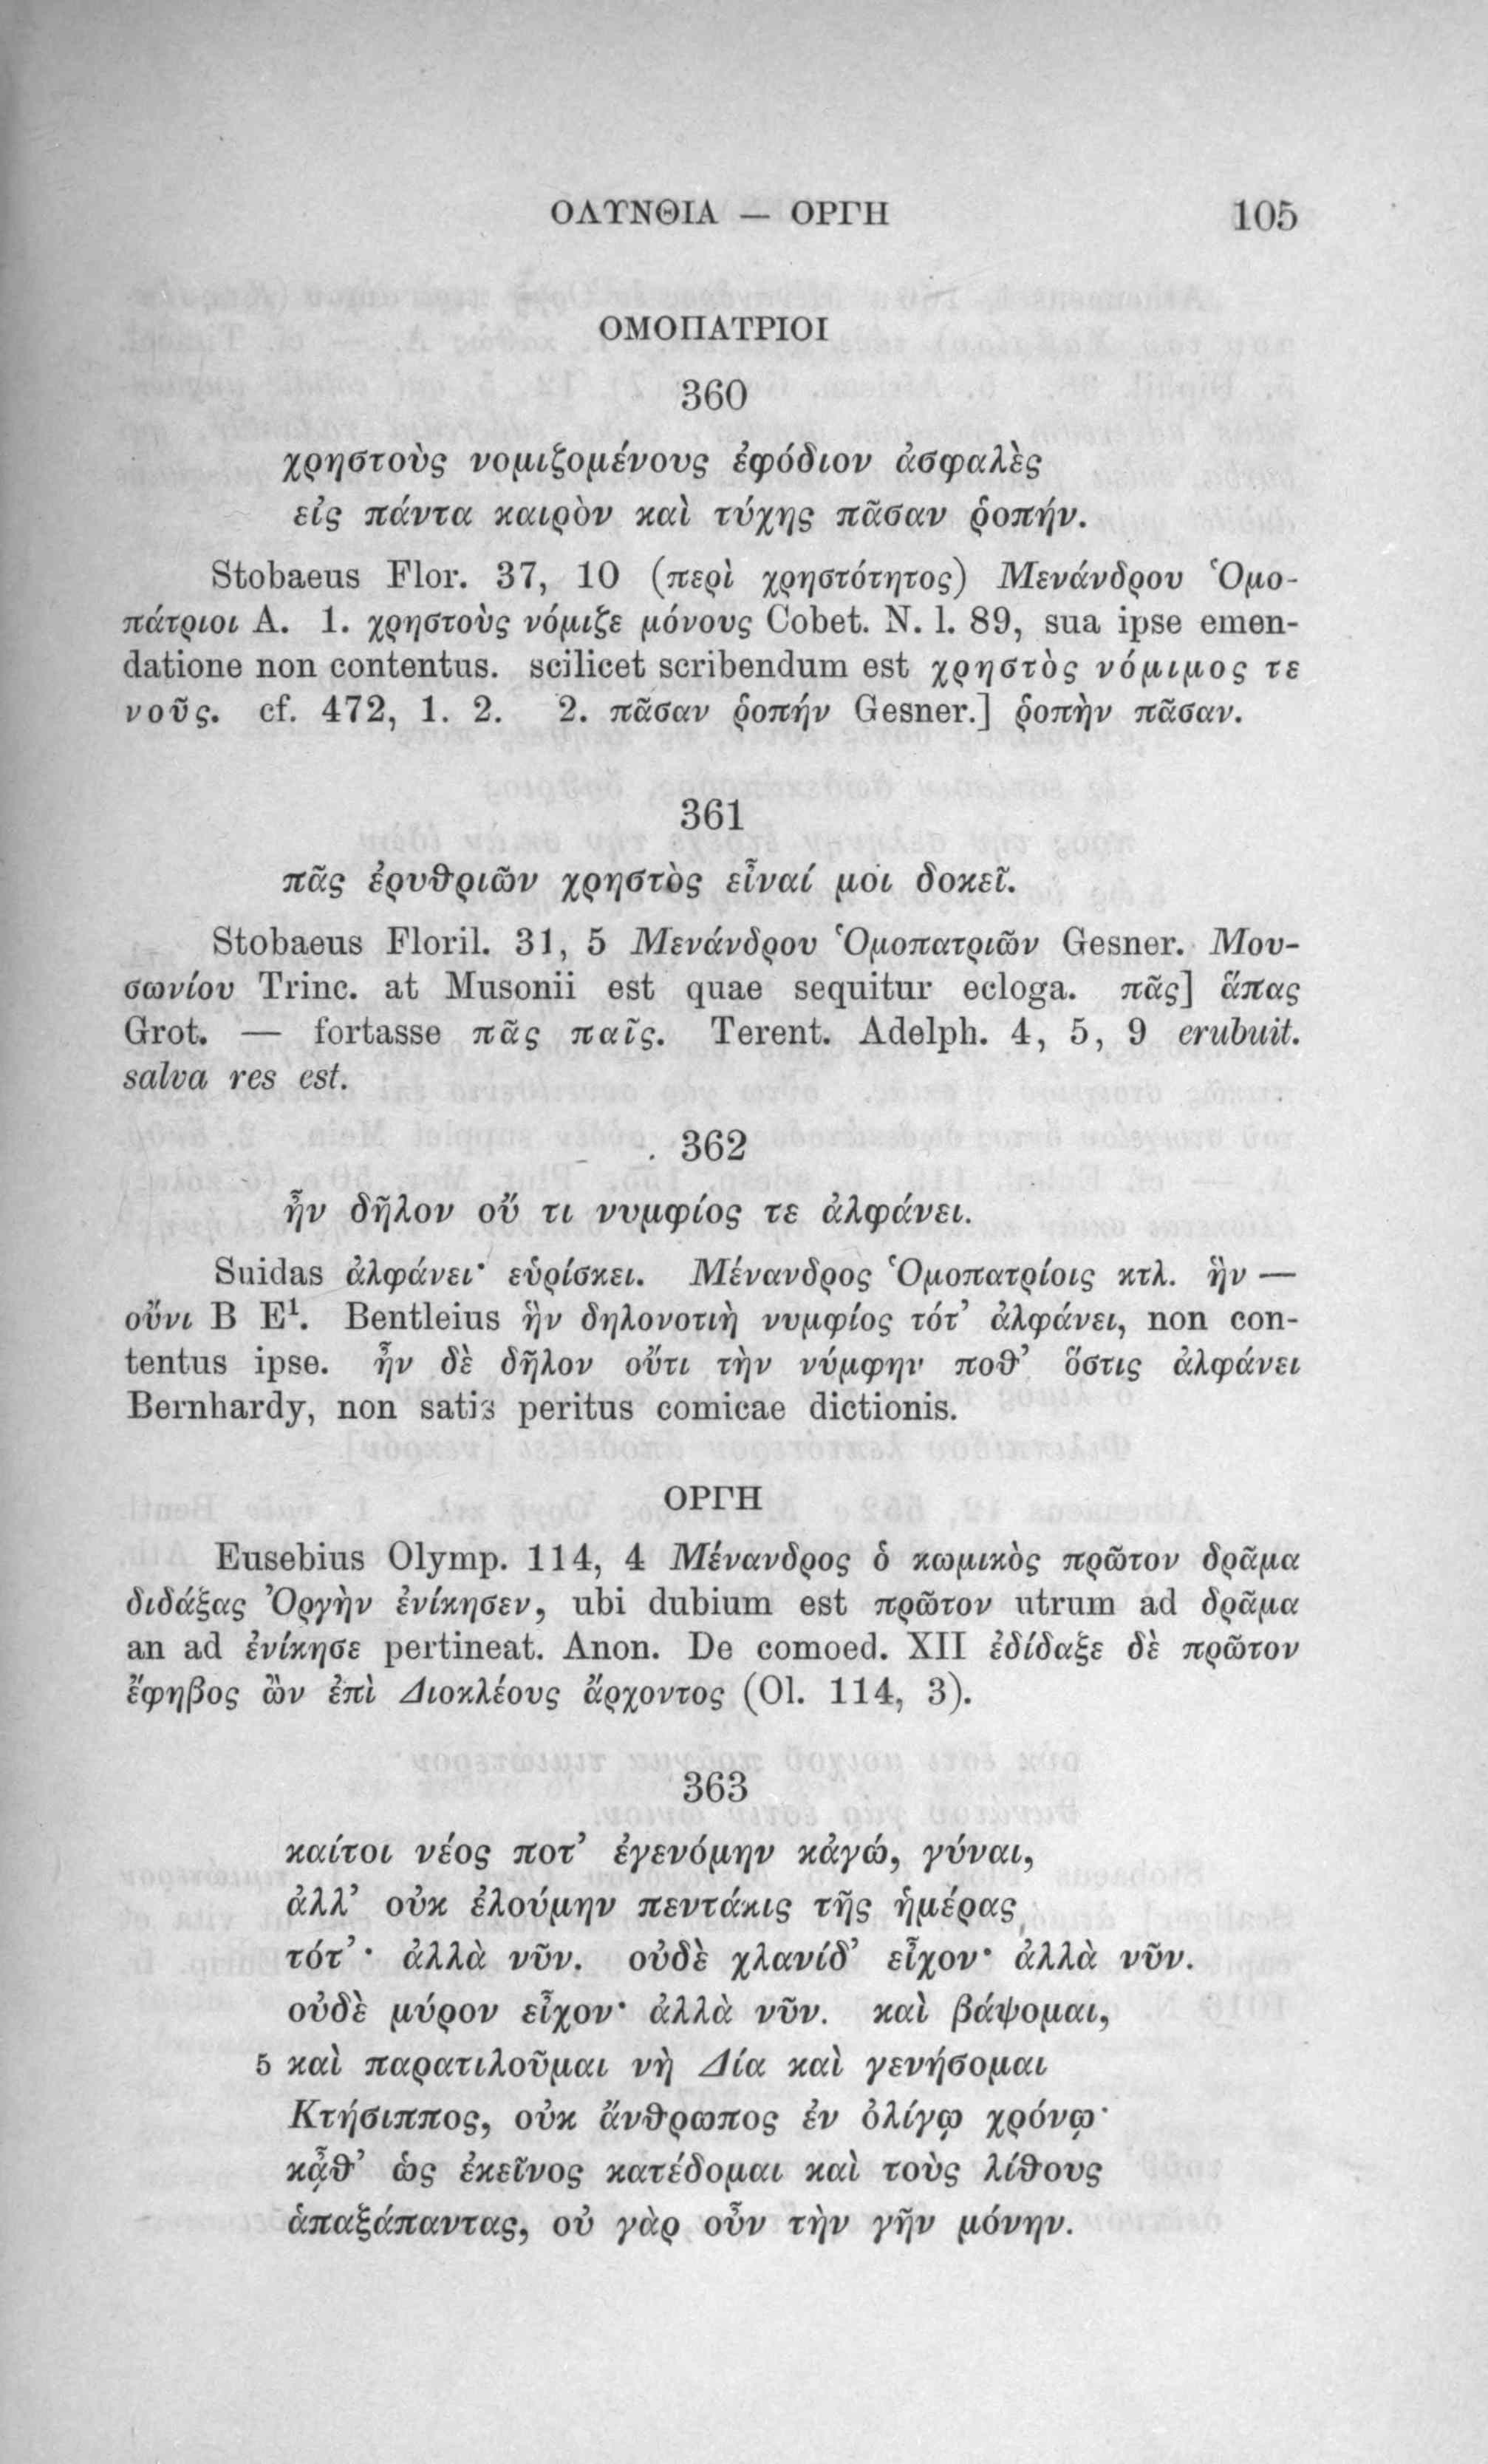 ΟΛΥΝΘΙΑ — ΟΡΓΗ 105
ΟΜΟΠΑΤΡΙΟΙ
360
χρηστοὺς νομιζομένους ἐφόδιον ἀσφαλὲς
εἰς πάντα καιρὸν καὶ τύχης πᾶσαν ῥοπήν.
Stobaeus Flor. 37, 10 (περὶ χρηστότητος) Μενάνδρου Ὁμο-
πάτριοι A. 1. χρηστοὺς νόμιζε μόνους Cobet. N. l. 89, sua ipse emen-
datione non contentus. scilicet scribendum est χρηστὸς νόμιμος τε
νοῦς. cf. 472, 1. 2. 2. πᾶσαν ῥοπήν Gesner.] ῥοπὴν πᾶσαν.
361
πᾶς ἐρυθριῶν χρηστὸς εἶναί μοι δοκεῖ.
Stobaeus Floril. 31, 5 Μενάνδρου Ὁμοπατριῶν Gesner. Μου-
σωνίου Trinc. at Musonii est quae sequitur ecloga. πᾶς] ἅπας
Grot. — fortasse πᾶς παῖς. Terent. Adelph. 4, 5, 9 erubuit.
salva res est.
362
ἦν δῆλον οὔ τι νυμφίος τε ἀλφάνει.
Suidas ἀλφάνει· εὑρίσκει. Μένανδρος Ὁμοπατρίοις κτλ. ἢν —
οὔνι B E¹. Bentleius ἢν δηλονοτιὴ νυμφίος τότ’ ἀλφάνει, non con-
tentus ipse. ἦν δὲ δῆλον οὔτι τὴν νύμφην ποθ’ ὅστις ἀλφάνει
Bernhardy, non satis peritus comicae dictionis.
ΟΡΓΗ
Eusebius Olymp. 114, 4 Μένανδρος ὁ κωμικὸς πρῶτον δρᾶμα
διδάξας Ὀργὴν ἐνίκησεν, ubi dubium est πρῶτον utrum ad δρᾶμα
an ad ἐνίκησε pertineat. Anon. De comoed. XII ἐδίδαξε δὲ πρῶτον
ἔφηβος ὢν ἐπὶ Διοκλέους ἄρχοντος (Ol. 114, 3).
363
καίτοι νέος ποτ’ ἐγενόμην κἀγώ, γύναι,
ἀλλ’ οὐκ ἐλούμην πεντάκις τῆς ἡμέρας
τότ’· ἀλλὰ νῦν. οὐδὲ χλανίδ’ εἶχον· ἀλλὰ νῦν.
οὐδὲ μύρον εἶχον· ἀλλὰ νῦν. καὶ βάψομαι,
5 καὶ παρατιλοῦμαι νὴ Δία καὶ γενήσομαι
Κτήσιππος, οὐκ ἄνθρωπος ἐν ὀλίγῳ χρόνῳ·
κᾆθ’ ὡς ἐκεῖνος κατέδομαι καὶ τοὺς λίθους
ἁπαξάπαντας, οὐ γὰρ οὖν τὴν γῆν μόνην.